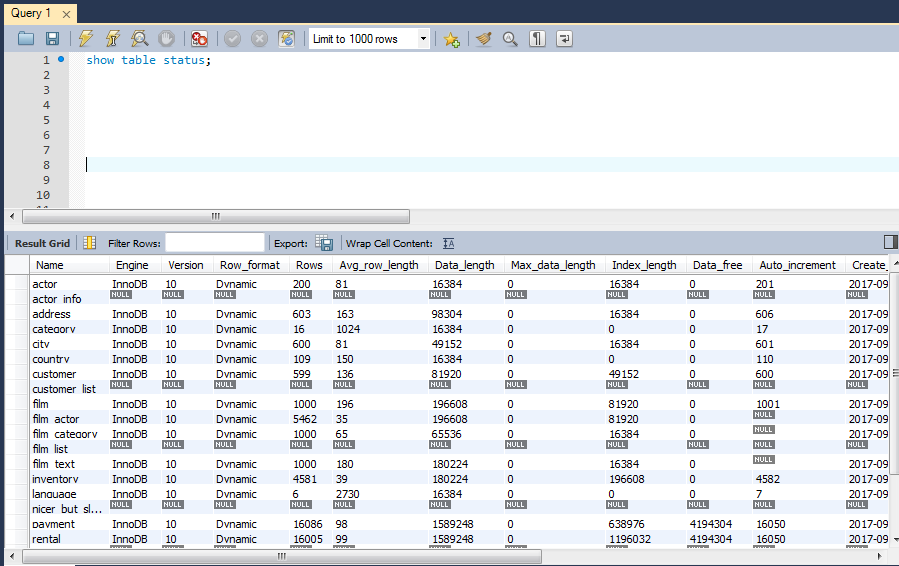 Query 1
Limit to 1000 rows
1 show table status;
2
3
4
5
6
7
8
9
10
Result Grid Filter Rows: Export: Wrap Cell Content:
Name Engine Version Row_format Rows Avg_row_length Data_length Max_data_length Index_length Data_free Auto_increment Create_
actor InnoDB 10 Dynamic 200 81 16384 0 16384 0 201 2017-09
actor_info NULL NULL NULL NULL NULL NULL NULL NULL NULL NULL NULL
address InnoDB 10 Dynamic 603 163 98304 0 16384 0 606 2017-09
category InnoDB 10 Dynamic 16 1024 16384 0 0 0 17 2017-09
city InnoDB 10 Dynamic 600 81 49152 0 16384 0 601 2017-09
country InnoDB 10 Dynamic 109 150 16384 0 0 0 110 2017-09
customer InnoDB 10 Dynamic 599 136 81920 0 49152 0 600 2017-09
customer_list NULL NULL NULL NULL NULL NULL NULL NULL NULL NULL NULL
film InnoDB 10 Dynamic 1000 196 196608 0 81920 0 1001 2017-09
film_actor InnoDB 10 Dynamic 5462 35 196608 0 81920 0 NULL 2017-09
film_category InnoDB 10 Dynamic 1000 65 65536 0 16384 0 NULL 2017-09
film_list NULL NULL NULL NULL NULL NULL NULL NULL NULL NULL
film_text InnoDB 10 Dynamic 1000 180 180224 0 16384 0 NULL 2017-09
inventory InnoDB 10 Dynamic 4581 39 180224 0 196608 0 4582 2017-09
language InnoDB 10 Dynamic 6 2730 16384 0 0 0 7 2017-09
nicer_but_sl... NULL NULL NULL NULL NULL NULL NULL NULL NULL NULL NULL
payment InnoDB 10 Dynamic 16086 98 1589248 0 638976 4194304 16050 2017-09
rental InnoDB 10 Dynamic 16005 99 1589248 0 1196032 4194304 16050 2017-09